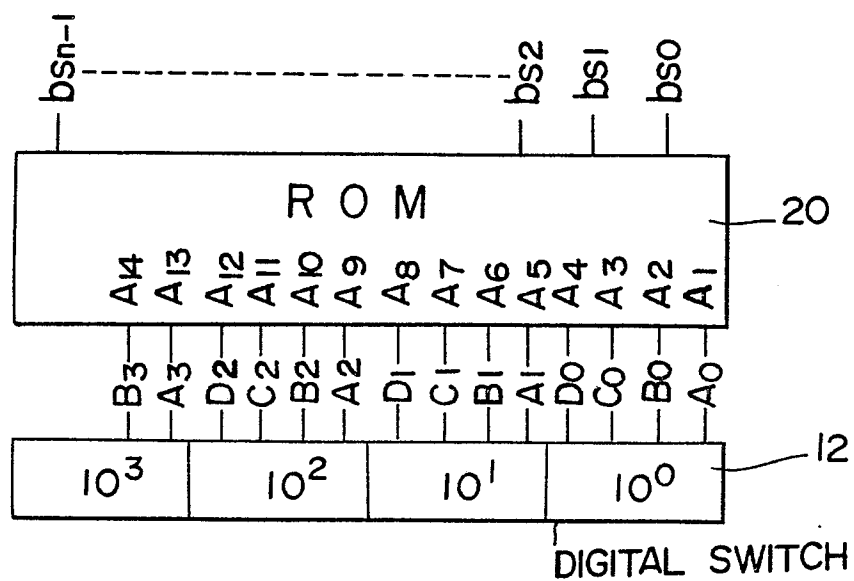 bsn-1 bs2 bs1 bs0
ROM
20
A14 A13 A12 A11 A10 A9 A8 A7 A6 A5 A4 A3 A2 A1
B3 A3 D2 C2 B2 A2 D1 C1 B1 A1 D0 C0 B0 A0
10³ 10² 10¹ 10⁰
12
DIGITAL SWITCH